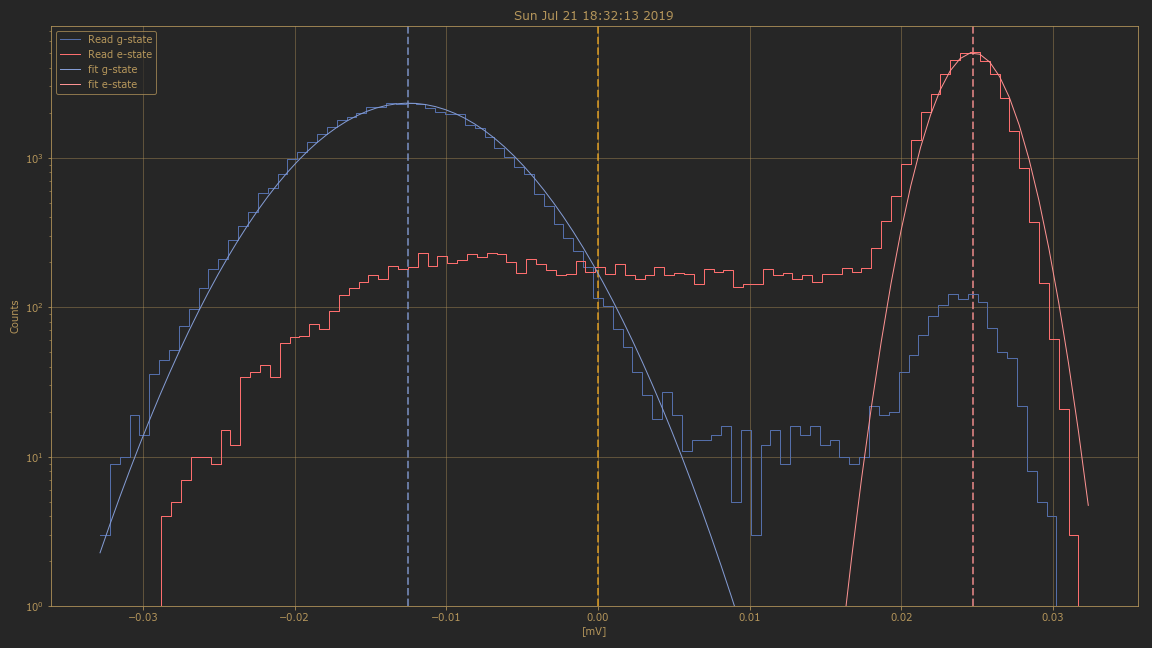 Sun Jul 21 18:32:13 2019
Read g-state
Read e-state
fit g-state
fit e-state
Counts
10³
10²
10¹
10⁰
−0.03 −0.02 −0.01 0.00 0.01 0.02 0.03
[mV]